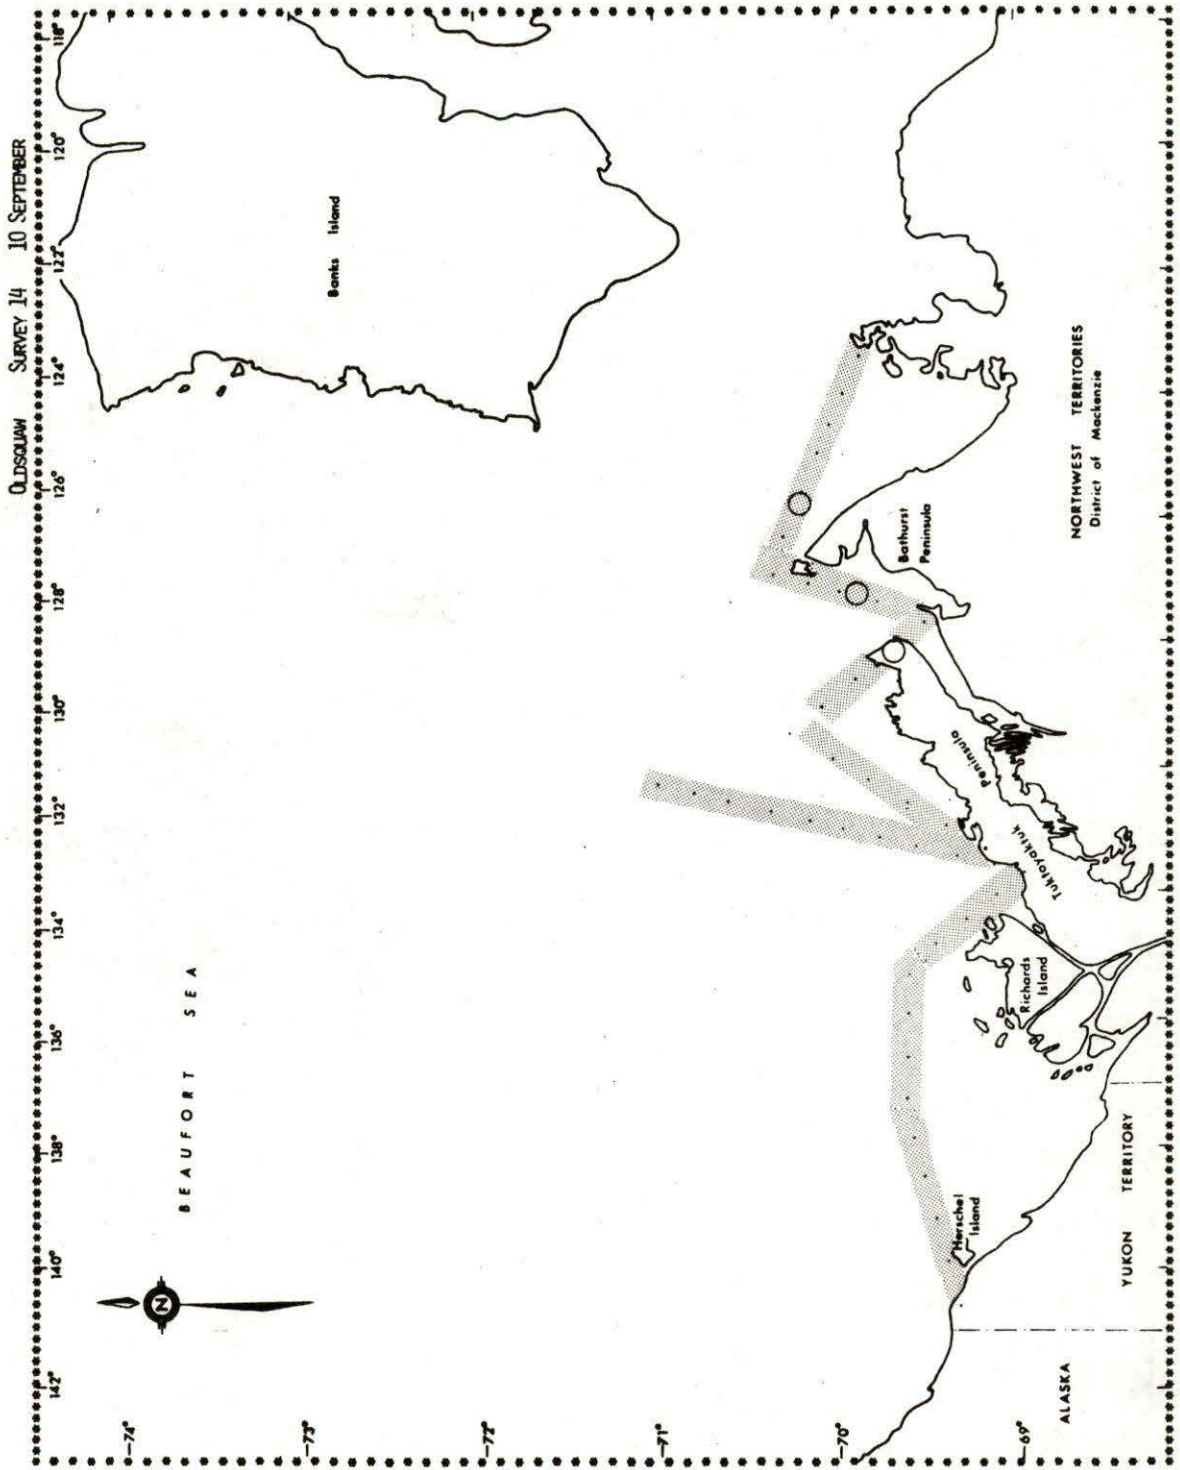 OLDSQUAW SURVEY 14 10 SEPTEMBER
142° 140° 138° 136° 134° 132° 130° 128° 126° 124° 122° 120° 118°
74°
73°
72°
71°
70°
69°
N
BEAUFORT SEA
Banks Island
Bathurst
Peninsula
NORTHWEST TERRITORIES
District of Mackenzie
Tuktoyaktuk Peninsula
Richards
Island
Herschel
Island
YUKON TERRITORY
ALASKA